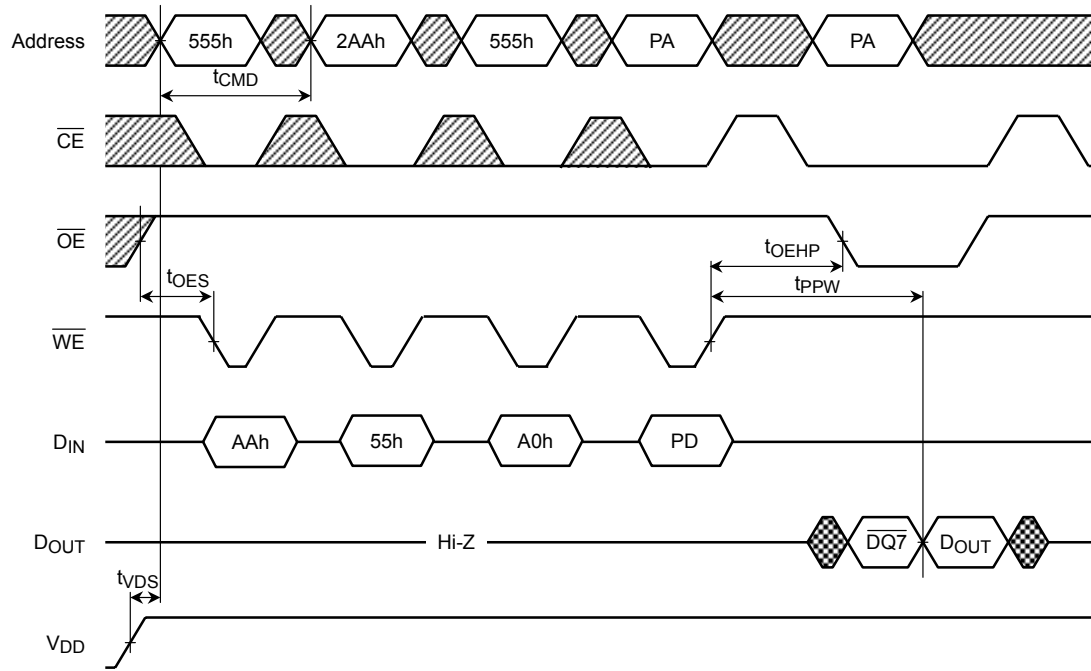 Address 555h 2AAh 555h PA PA
tCMD
CE
OE
tOEHP
tOES
tPPW
WE
DIN AAh 55h A0h PD
DOUT Hi-Z DQ7 DOUT
tVDS
VDD